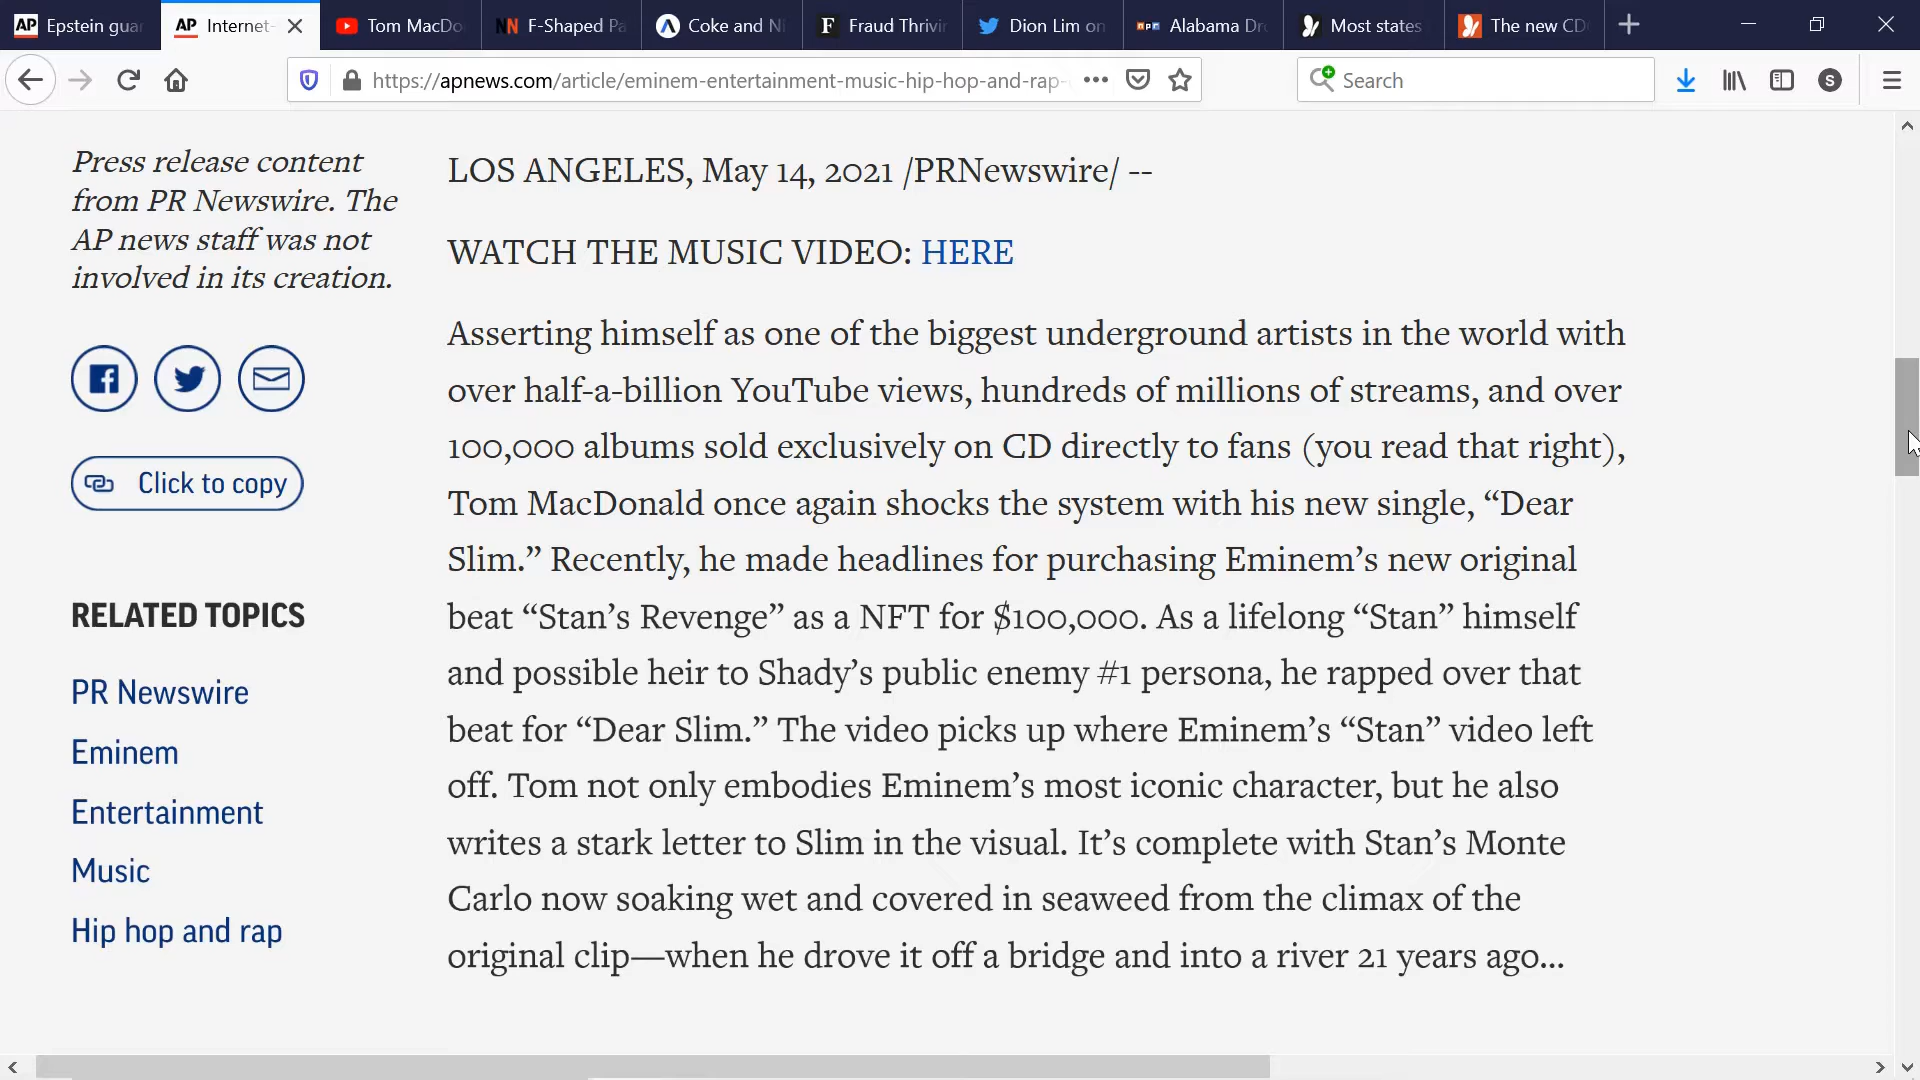 AP Epstein gua
AP Internet-
Tom MacDo
F-Shaped Pa
Coke and N
F Fraud Thrivin
Dion Lim on
npr Alabama Dr
Most states
The new CD
https://apnews.com/article/eminem-entertainment-music-hip-hop-and-rap-
Search
S
Press release content
from PR Newswire. The
AP news staff was not
involved in its creation.
Click to copy
RELATED TOPICS
PR Newswire
Eminem
Entertainment
Music
Hip hop and rap
LOS ANGELES, May 14, 2021 /PRNewswire/ --
WATCH THE MUSIC VIDEO: HERE
Asserting himself as one of the biggest underground artists in the world with
over half-a-billion YouTube views, hundreds of millions of streams, and over
100,000 albums sold exclusively on CD directly to fans (you read that right),
Tom MacDonald once again shocks the system with his new single, “Dear
Slim.” Recently, he made headlines for purchasing Eminem’s new original
beat “Stan’s Revenge” as a NFT for $100,000. As a lifelong “Stan” himself
and possible heir to Shady’s public enemy #1 persona, he rapped over that
beat for “Dear Slim.” The video picks up where Eminem’s “Stan” video left
off. Tom not only embodies Eminem’s most iconic character, but he also
writes a stark letter to Slim in the visual. It’s complete with Stan’s Monte
Carlo now soaking wet and covered in seaweed from the climax of the
original clip—when he drove it off a bridge and into a river 21 years ago...